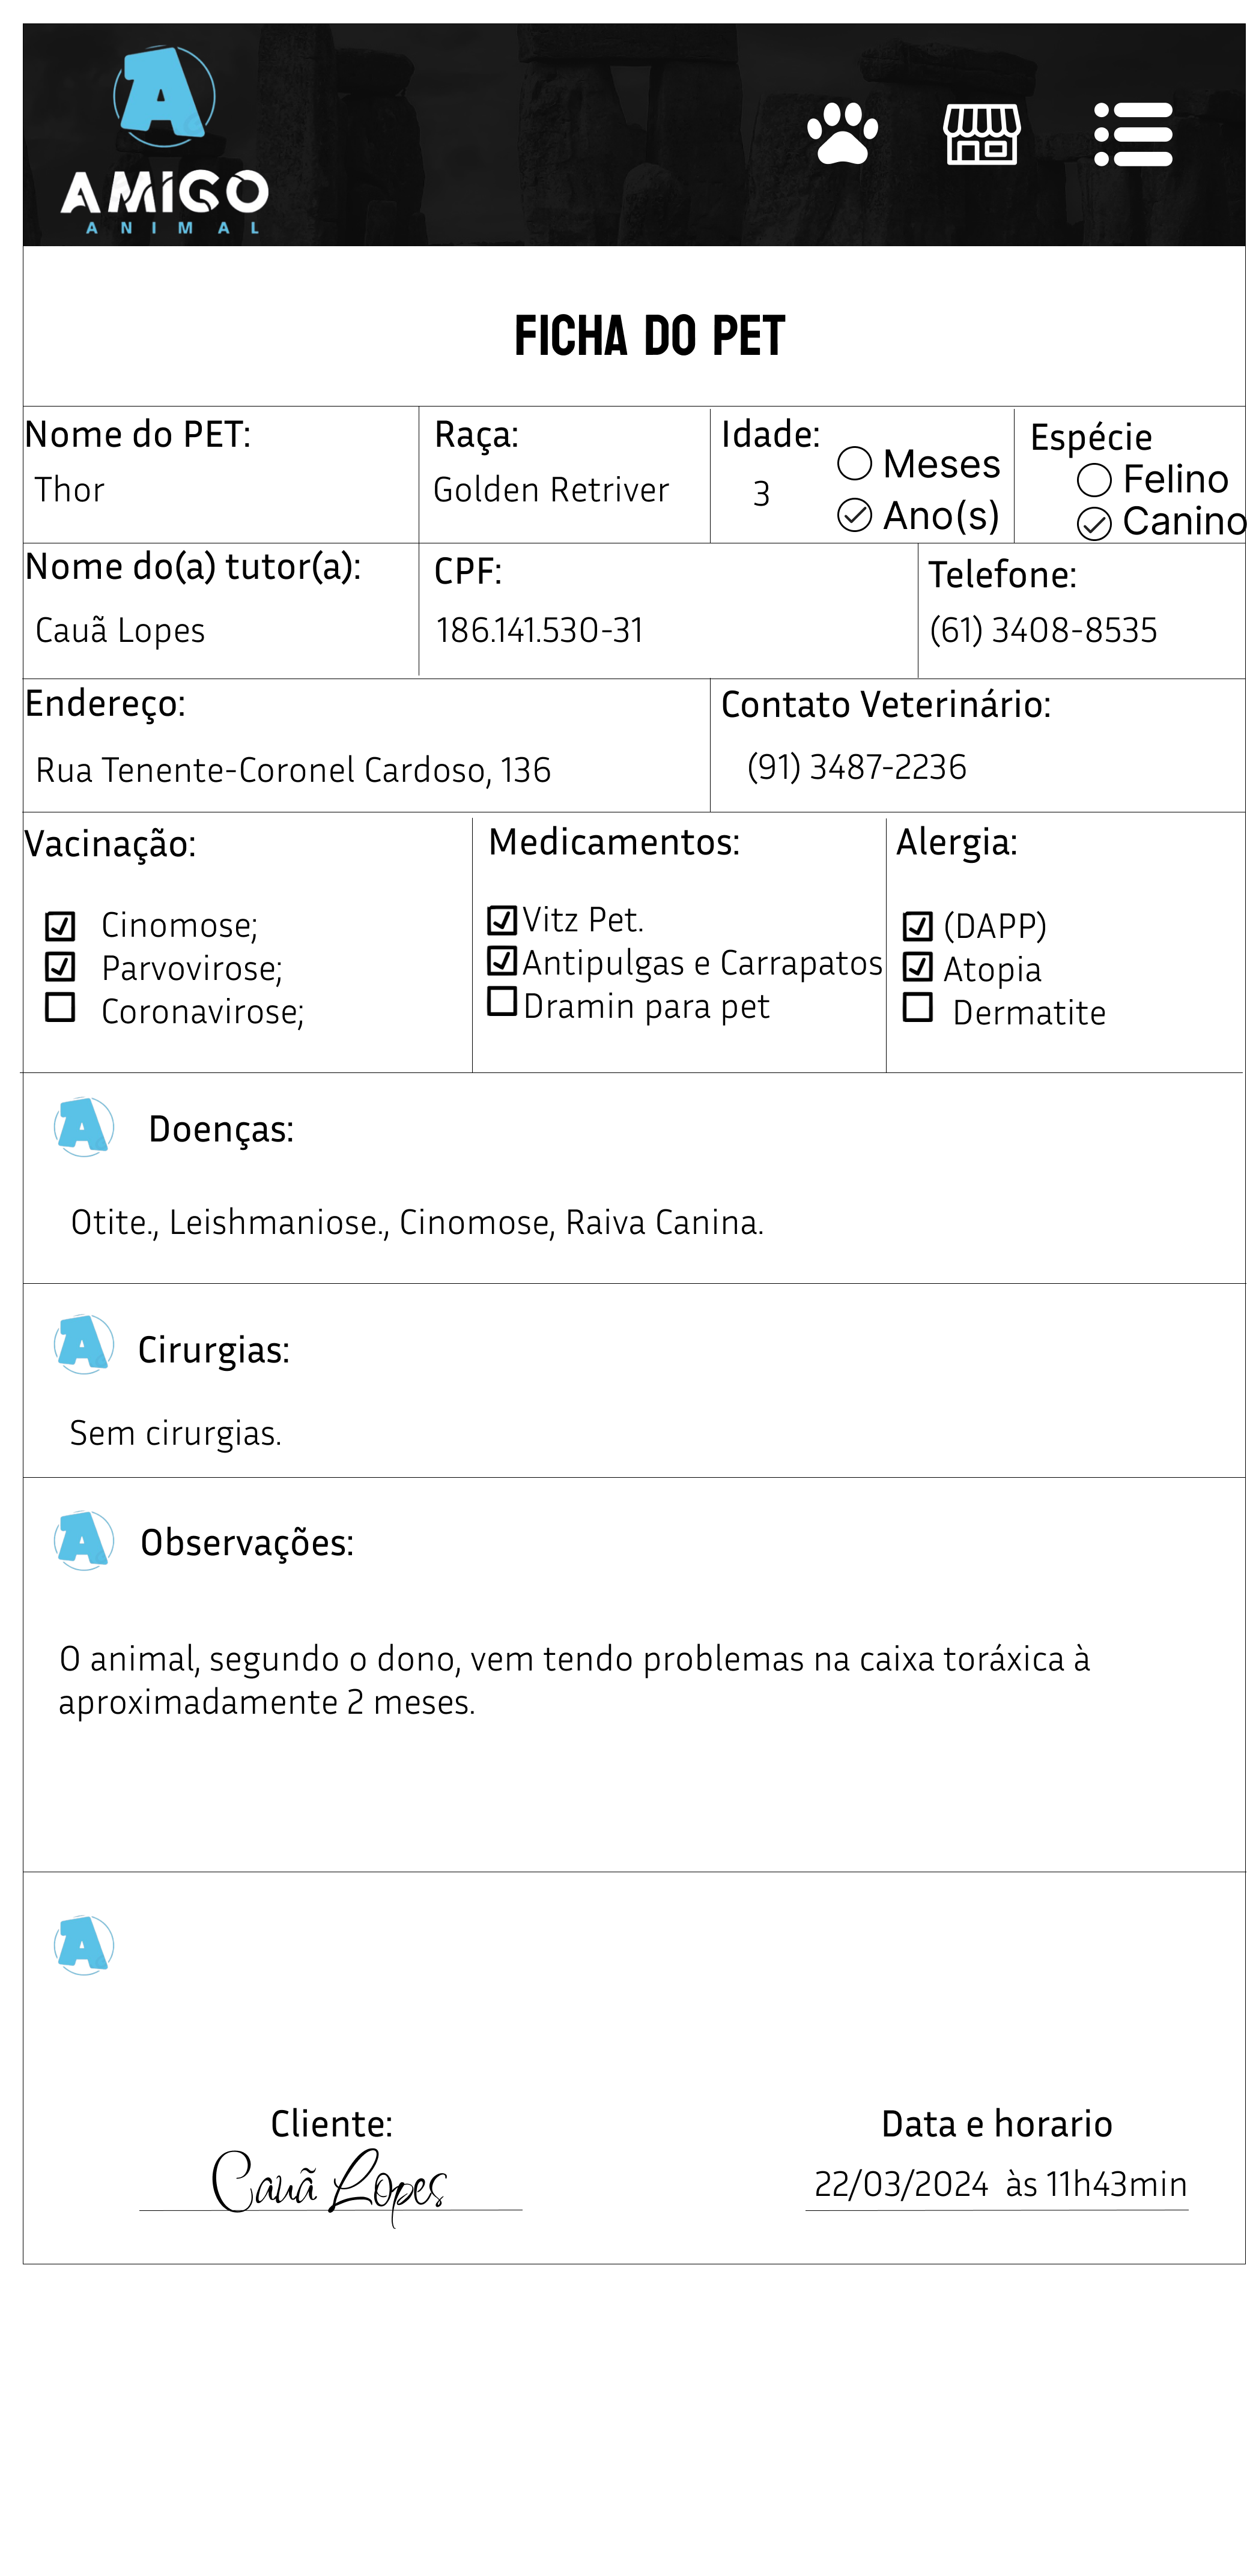 A
AMIGO
ANIMAL
FICHA DO PET
Nome do PET:
Thor
Raça:
Golden Retriver
Idade:
3
Meses
Ano(s)
Espécie
Felino
Canino
Nome do(a) tutor(a):
Cauã Lopes
CPF:
186.141.530-31
Telefone:
(61) 3408-8535
Endereço:
Rua Tenente-Coronel Cardoso, 136
Contato Veterinário:
(91) 3487-2236
Vacinação:
Cinomose;
Parvovirose;
Coronavirose;
Medicamentos:
Vitz Pet.
Antipulgas e Carrapatos
Dramin para pet
Alergia:
(DAPP)
Atopia
Dermatite
A
Doenças:
Otite., Leishmaniose., Cinomose, Raiva Canina.
A
Cirurgias:
Sem cirurgias.
A
Observações:
O animal, segundo o dono, vem tendo problemas na caixa toráxica à
aproximadamente 2 meses.
A
Cliente:
Cauã Lopes
Data e horario
22/03/2024 às 11h43min